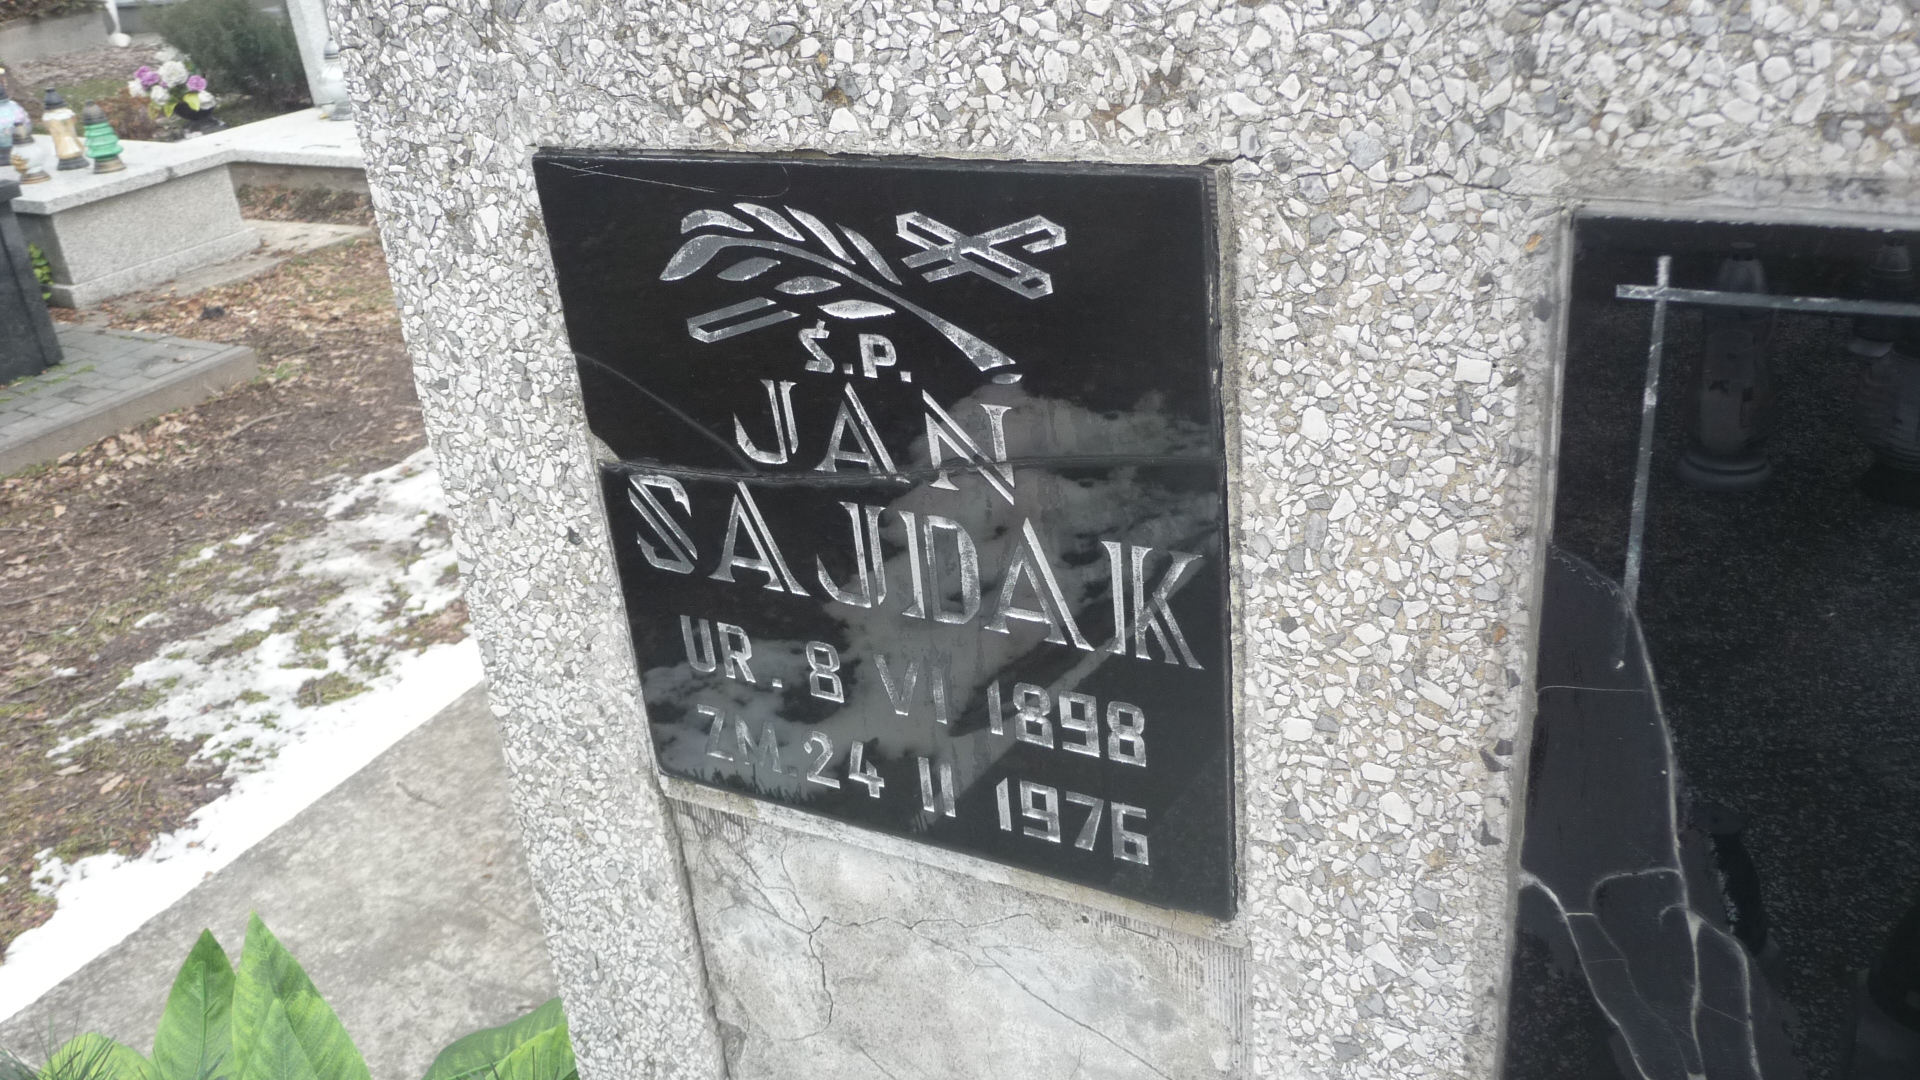 Ś.P.
JAN
SAJDAK
UR. 8 VI 1898
ZM. 24 II 1976